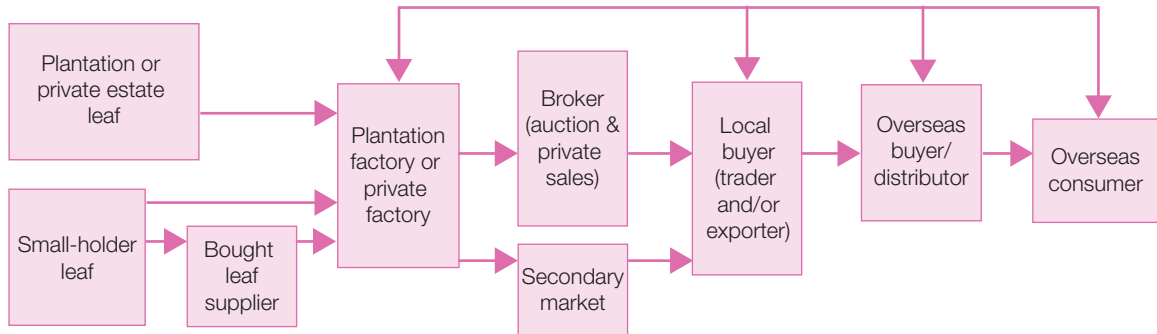 Plantation or
private estate
leaf
Small-holder
leaf
Bought
leaf
supplier
Plantation
factory or
private
factory
Broker
(auction &
private
sales)
Secondary
market
Local
buyer
(trader
and/or
exporter)
Overseas
buyer/
distributor
Overseas
consumer